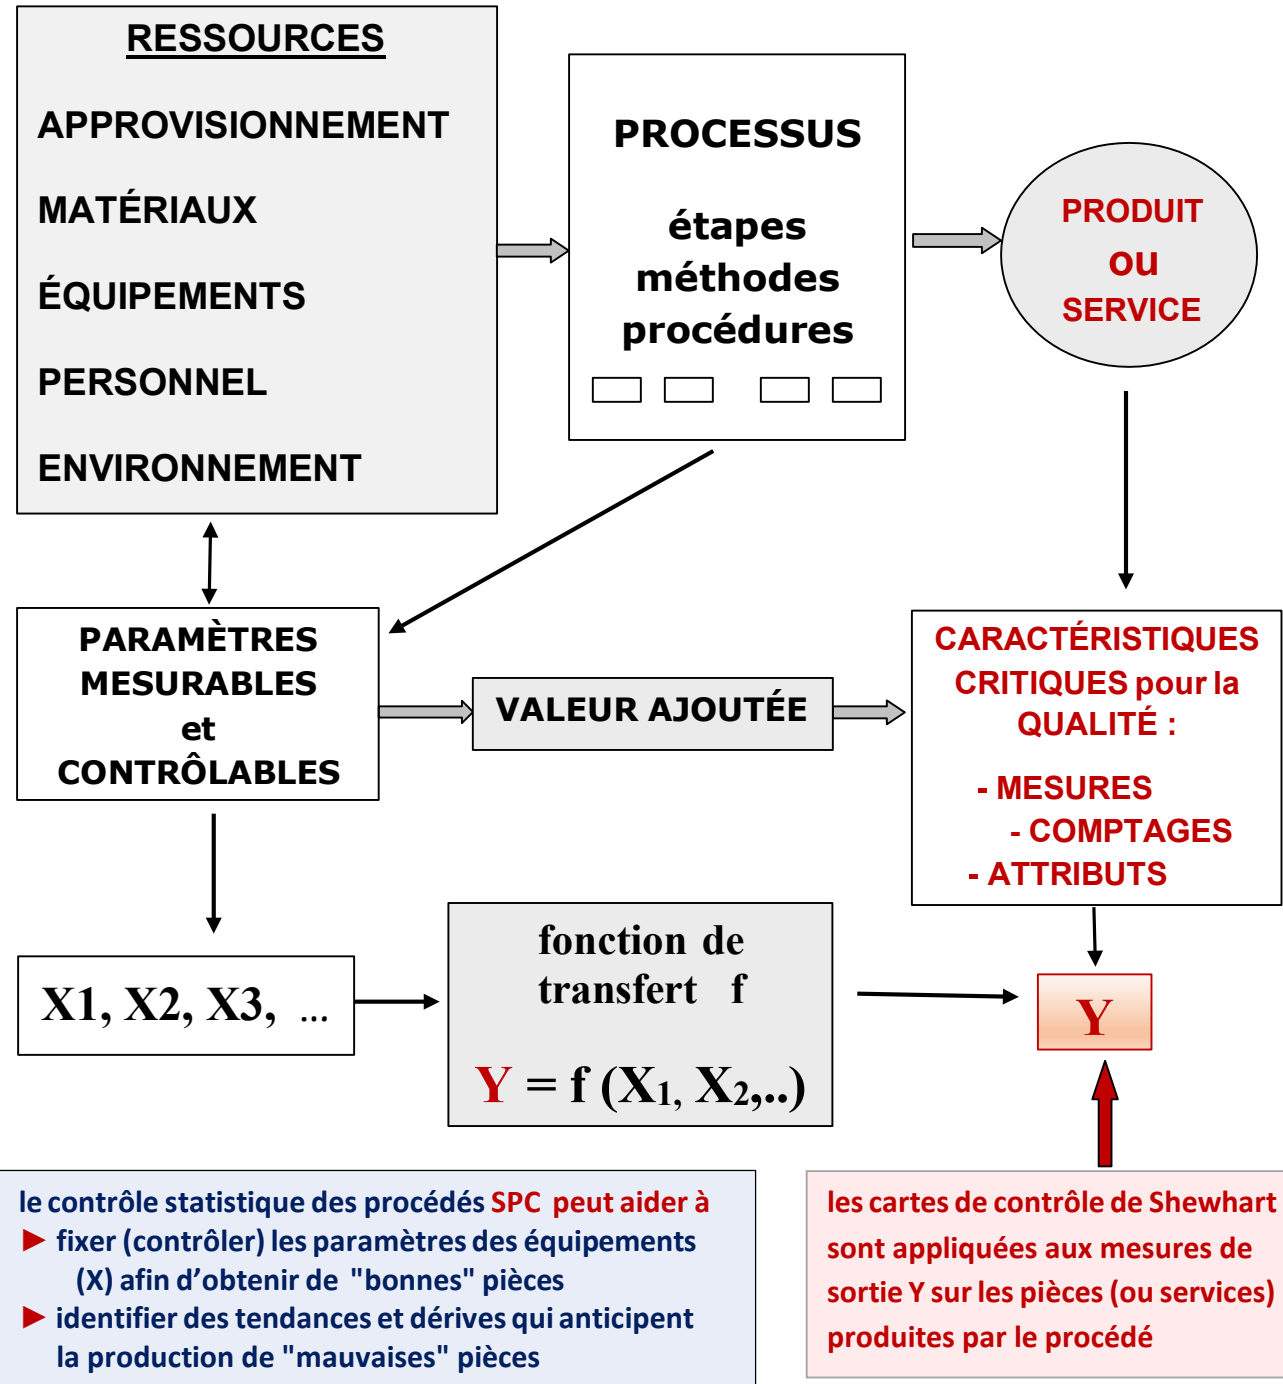 RESSOURCES
APPROVISIONNEMENT
MATÉRIAUX
ÉQUIPEMENTS
PERSONNEL
ENVIRONNEMENT
PROCESSUS
étapes
méthodes
procédures
PRODUIT
ou
SERVICE
PARAMÈTRES
MESURABLES
et
CONTRÔLABLES
VALEUR AJOUTÉE
CARACTÉRISTIQUES
CRITIQUES pour la
QUALITÉ :
- MESURES
- COMPTAGES
- ATTRIBUTS
X1, X2, X3, ...
fonction de
transfert f
Y = f (X1, X2,..)
Y
le contrôle statistique des procédés SPC peut aider à
► fixer (contrôler) les paramètres des équipements
(X) afin d’obtenir de "bonnes" pièces
► identifier des tendances et dérives qui anticipent
la production de "mauvaises" pièces
les cartes de contrôle de Shewhart
sont appliquées aux mesures de
sortie Y sur les pièces (ou services)
produites par le procédé